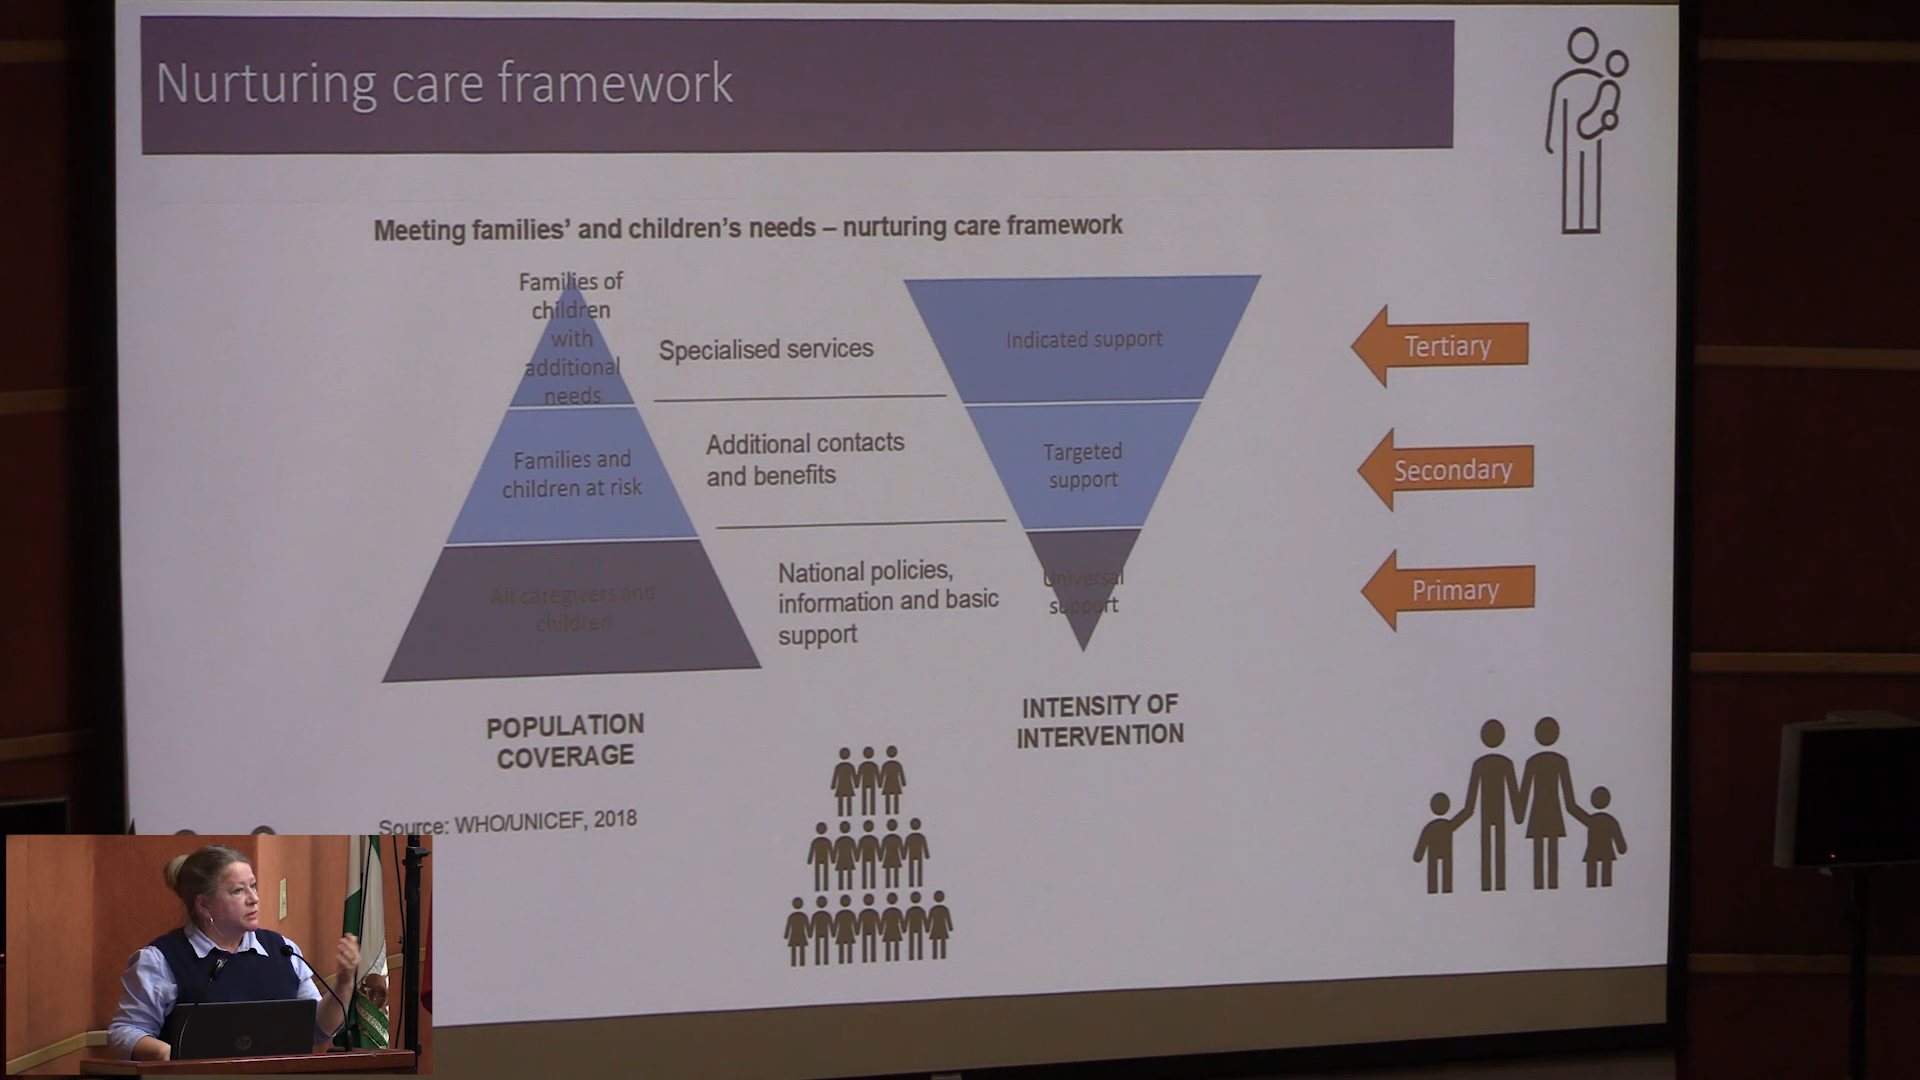 Nurturing care framework
Meeting families' and children's needs – nurturing care framework
Families of
children
with
additional
needs
Specialised services
Indicated support
Tertiary
Families and
children at risk
Additional contacts
and benefits
Targeted
support
Secondary
All caregivers and
children
National policies,
information and basic
support
Universal
support
Primary
POPULATION
COVERAGE
INTENSITY OF
INTERVENTION
Source: WHO/UNICEF, 2018
hp